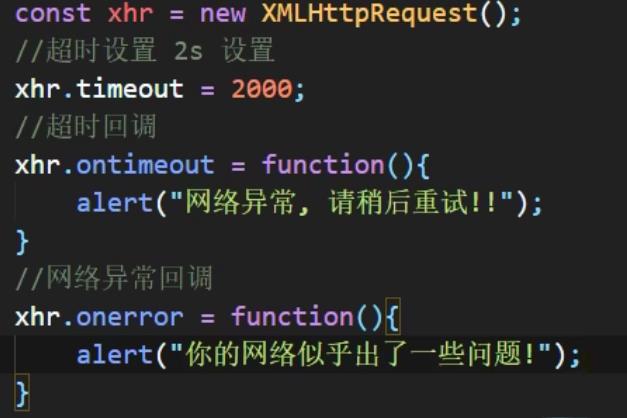 const xhr = new XMLHttpRequest();
//超时设置 2s 设置
xhr.timeout = 2000;
//超时回调
xhr.ontimeout = function(){
    alert("网络异常, 请稍后重试!!");
}
//网络异常回调
xhr.onerror = function(){
    alert("你的网络似乎出了一些问题!");
}